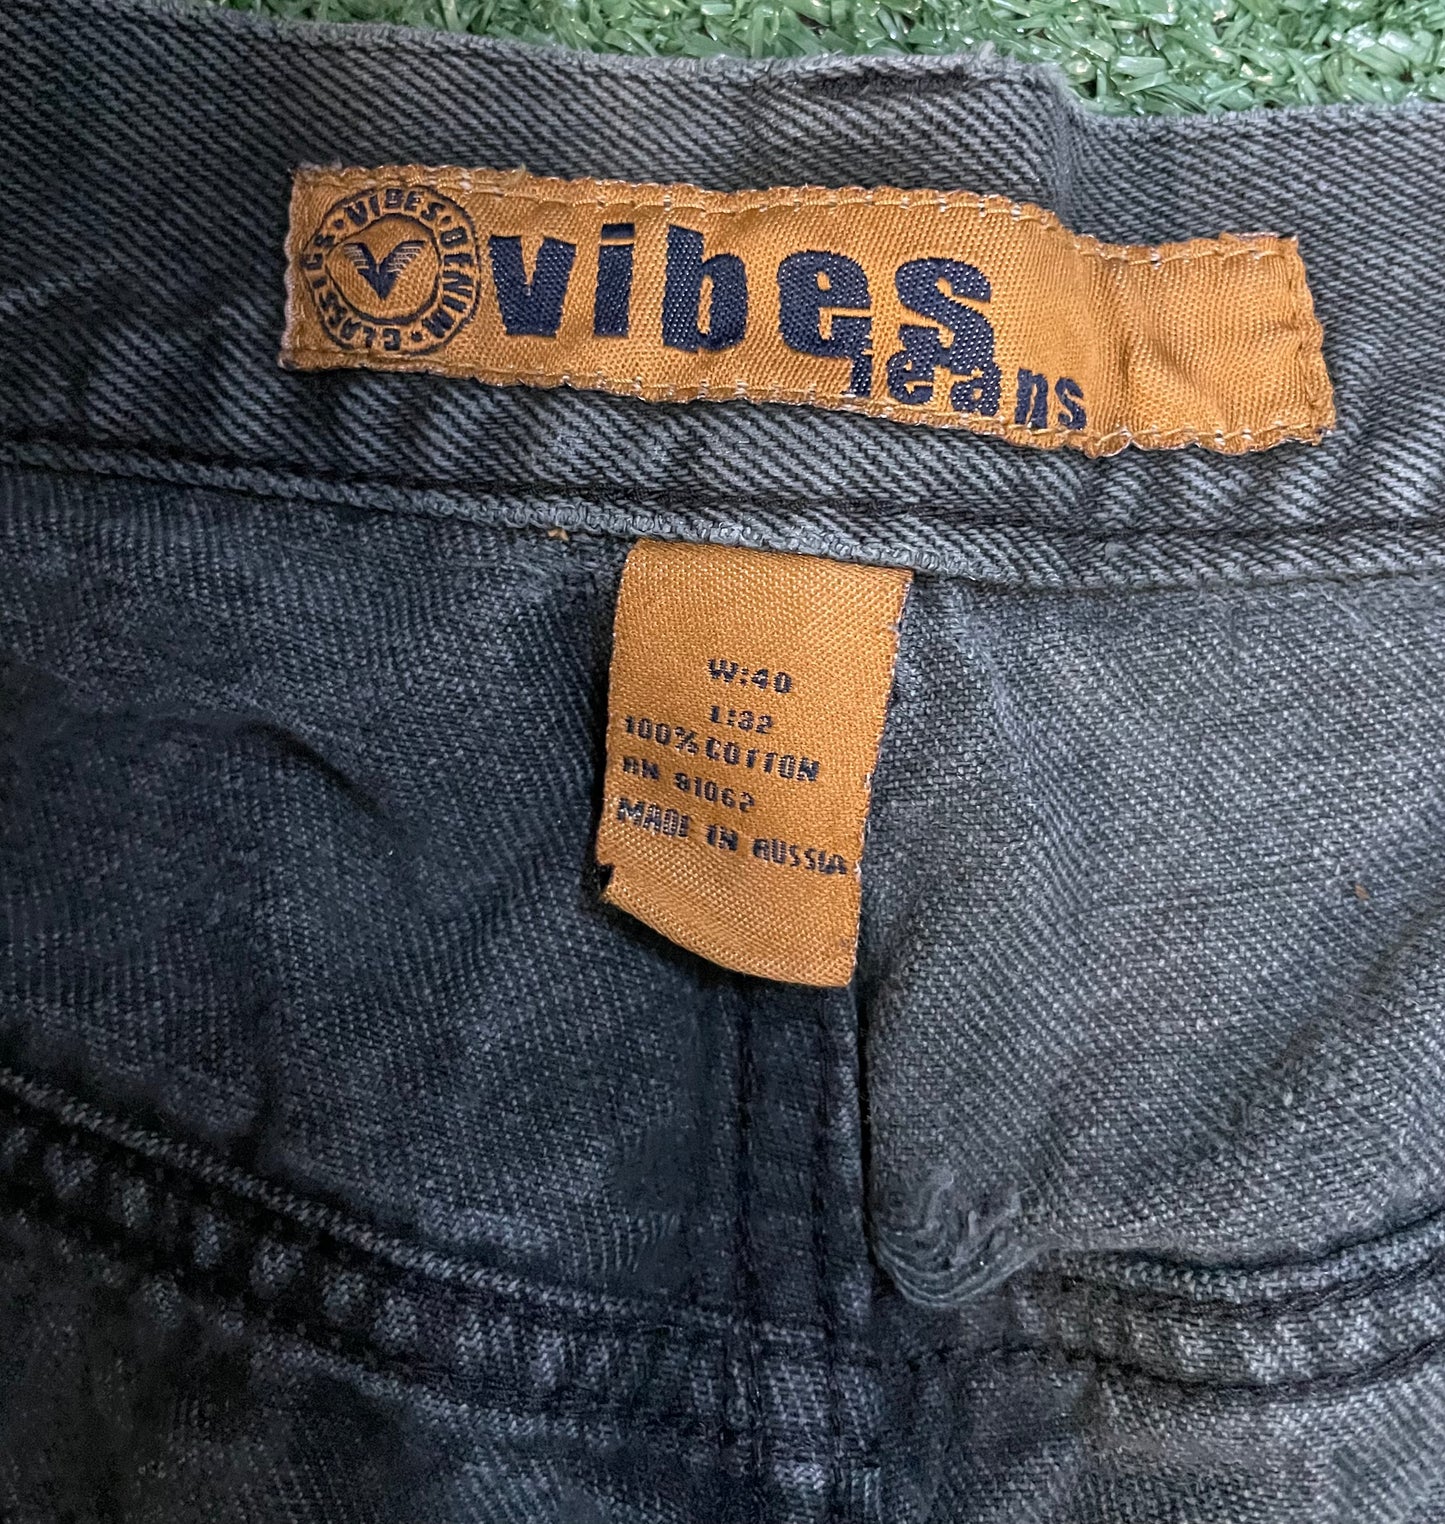 VIBES DENIM CLASSICS
vibes
jeans
W:40
L:32
100% COTTON
RN 81062
MADE IN RUSSIA